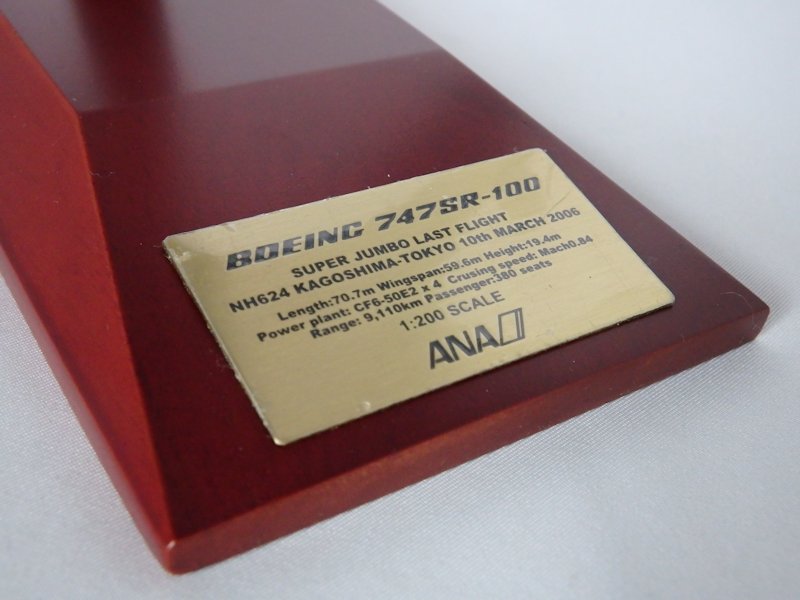 BOEING 747SR-100
SUPER JUMBO LAST FLIGHT
NH624 KAGOSHIMA-TOKYO 10th MARCH 2006
Length:70.7m Wingspan:59.6m Height:19.4m
Power plant: CF6-50E2 x 4 Crusing speed: Mach0.84
Range: 9,110km Passenger:380 seats
1:200 SCALE
ANA